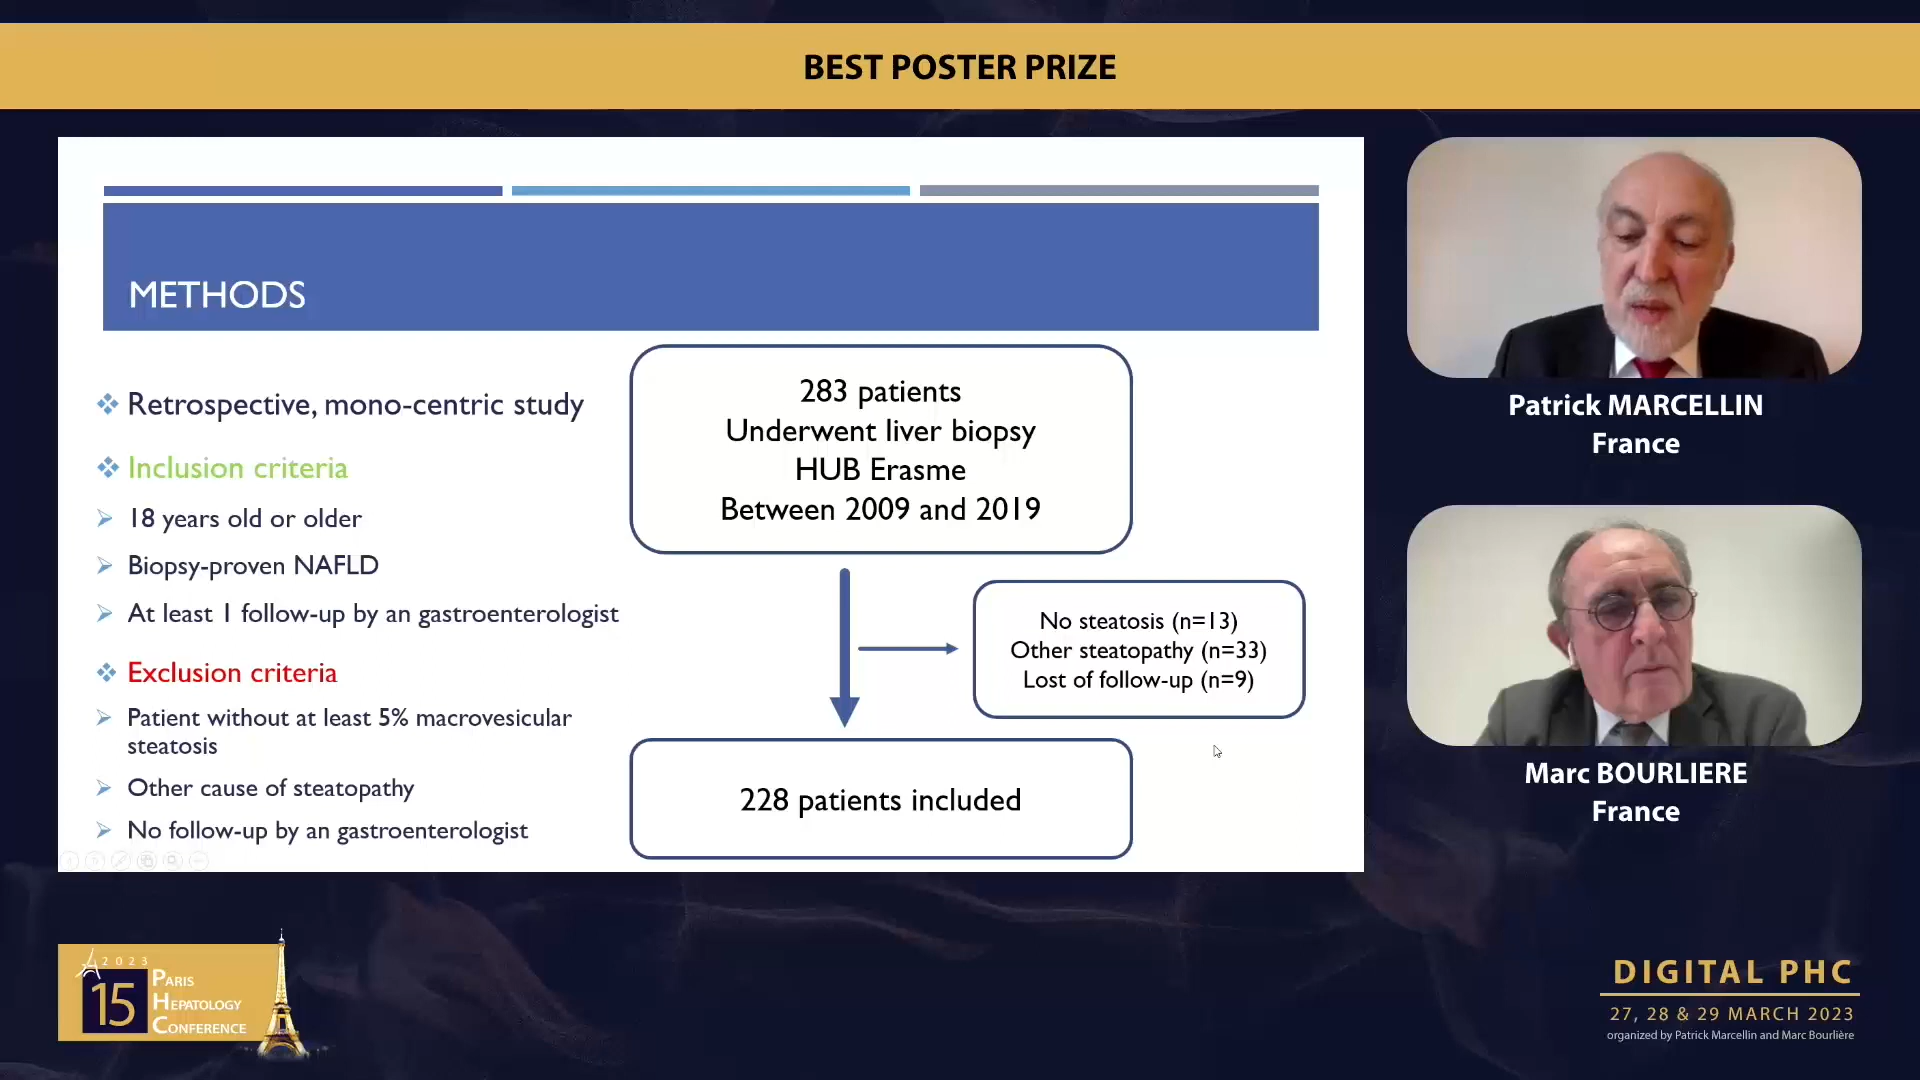 BEST POSTER PRIZE
METHODS
Retrospective, mono-centric study
Inclusion criteria
18 years old or older
Biopsy-proven NAFLD
At least 1 follow-up by an gastroenterologist
Exclusion criteria
Patient without at least 5% macrovesicular
steatosis
Other cause of steatopathy
No follow-up by an gastroenterologist
283 patients
Underwent liver biopsy
HUB Erasme
Between 2009 and 2019
No steatosis (n=13)
Other steatopathy (n=33)
Lost of follow-up (n=9)
228 patients included
Patrick MARCELLIN
France
Marc BOURLIERE
France
2023
15
PARIS
HEPATOLOGY
CONFERENCE
DIGITAL PHC
27, 28 & 29 MARCH 2023
organized by Patrick Marcellin and Marc Bourlière